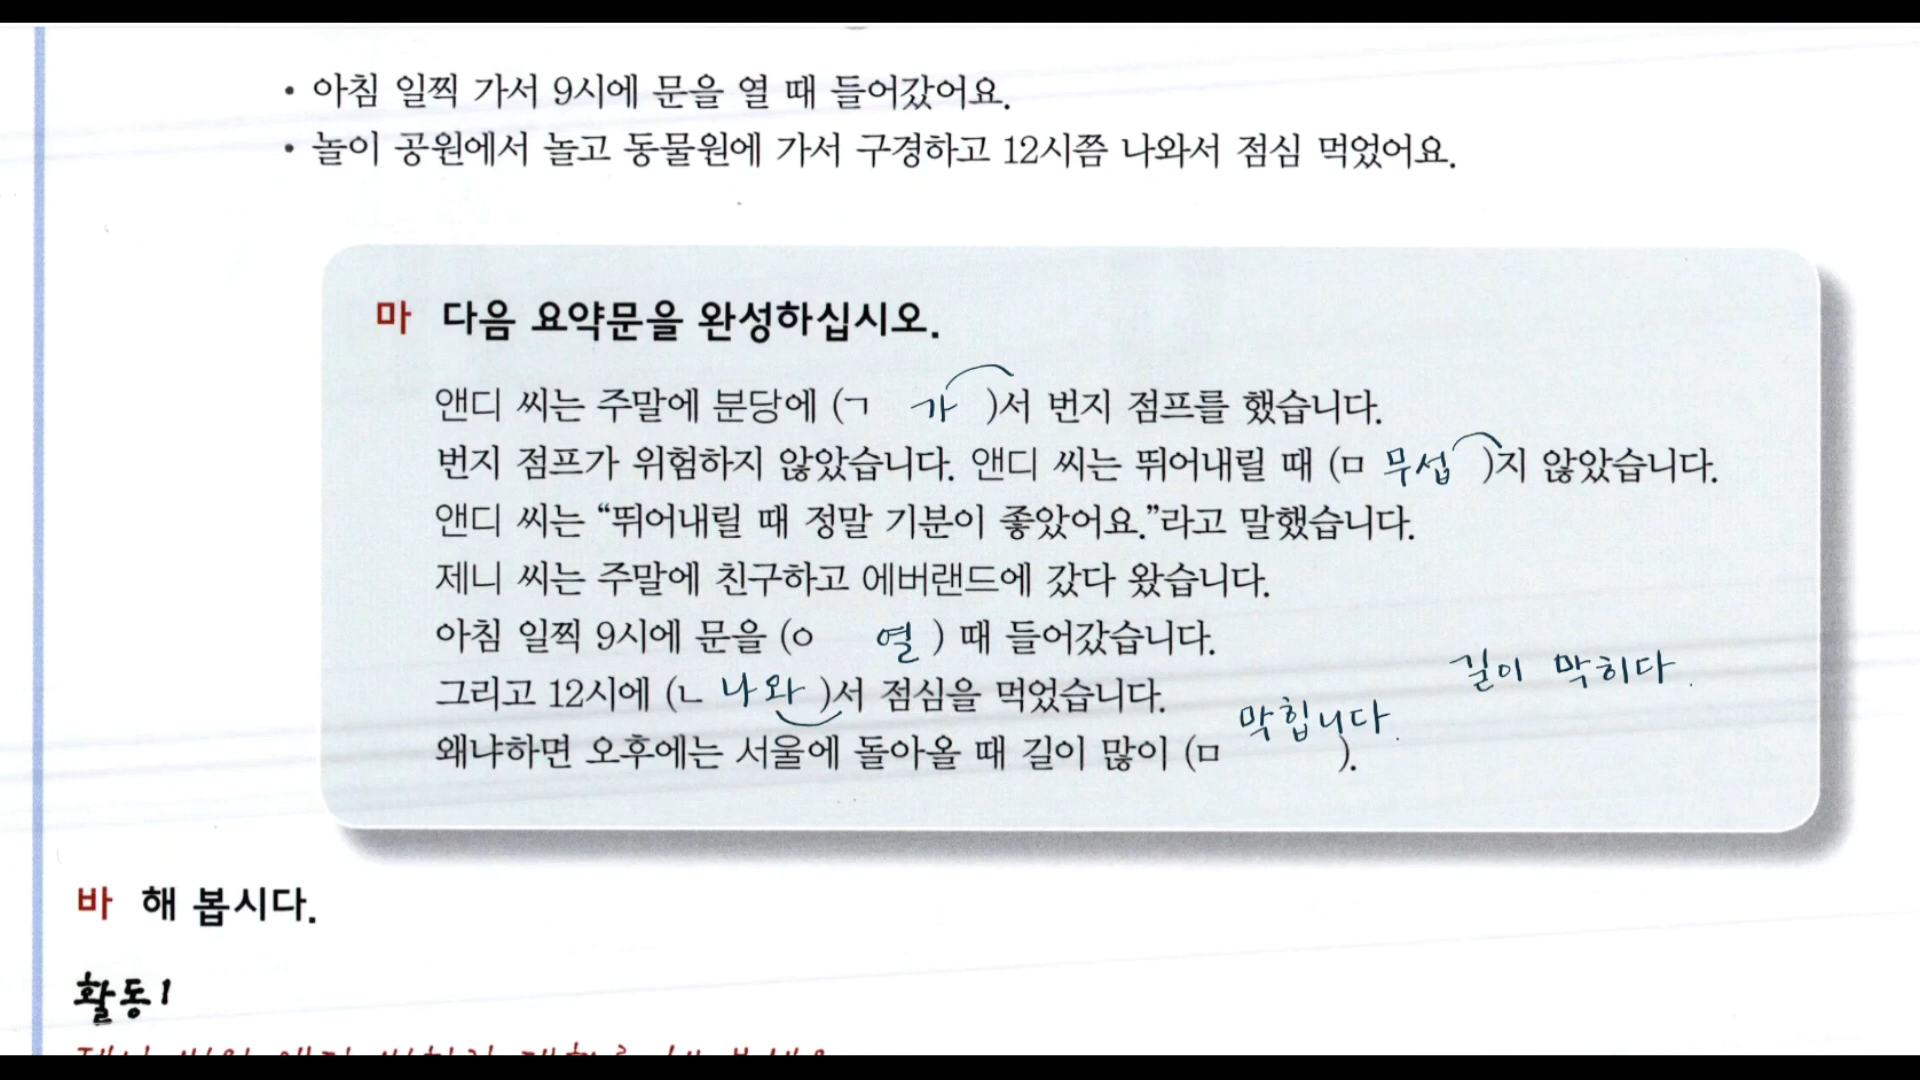 • 아침 일찍 가서 9시에 문을 열 때 들어갔어요.
• 놀이 공원에서 놀고 동물원에 가서 구경하고 12시쯤 나와서 점심 먹었어요.
마 다음 요약문을 완성하십시오.
앤디 씨는 주말에 분당에 (ㄱ 가 )서 번지 점프를 했습니다.
번지 점프가 위험하지 않았습니다. 앤디 씨는 뛰어내릴 때 (ㅁ 무섭 )지 않았습니다.
앤디 씨는 “뛰어내릴 때 정말 기분이 좋았어요.”라고 말했습니다.
제니 씨는 주말에 친구하고 에버랜드에 갔다 왔습니다.
아침 일찍 9시에 문을 (ㅇ 열 ) 때 들어갔습니다.
길이 막히다.
그리고 12시에 (ㄴ 나와 )서 점심을 먹었습니다.
막힙니다.
왜냐하면 오후에는 서울에 돌아올 때 길이 많이 (ㅁ ).
바 해 봅시다.
활동1